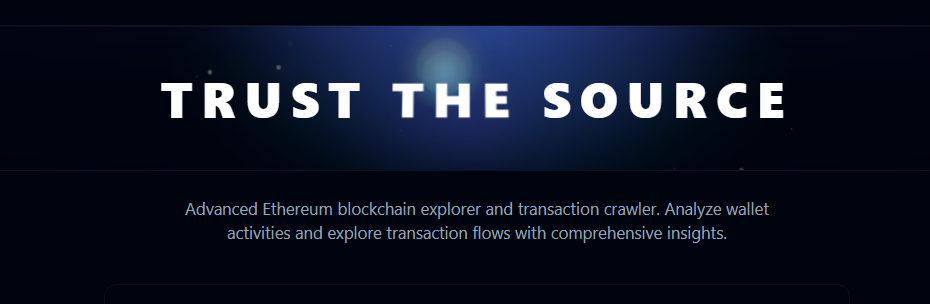 TRUST THE SOURCE
Advanced Ethereum blockchain explorer and transaction crawler. Analyze wallet
activities and explore transaction flows with comprehensive insights.